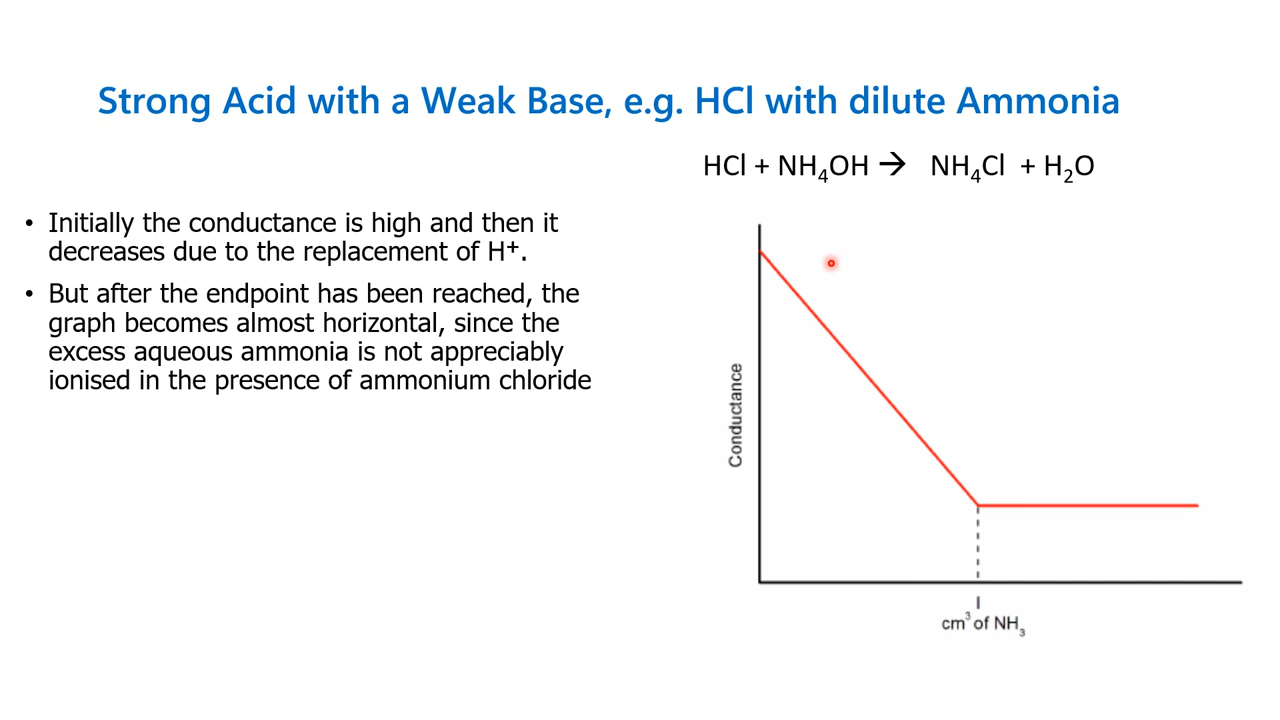 Strong Acid with a Weak Base, e.g. HCl with dilute Ammonia
HCl + NH₄OH → NH₄Cl + H₂O
• Initially the conductance is high and then it
decreases due to the replacement of H⁺.
• But after the endpoint has been reached, the
graph becomes almost horizontal, since the
excess aqueous ammonia is not appreciably
ionised in the presence of ammonium chloride
Conductance
cm³ of NH₃